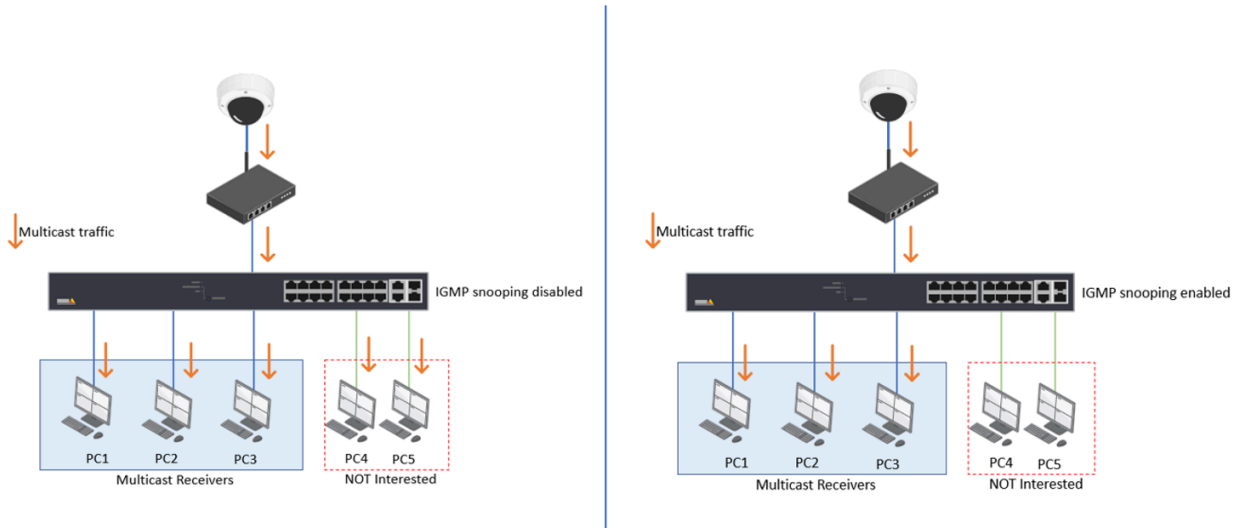 Multicast traffic
IGMP snooping disabled
PC1
PC2
PC3
PC4
PC5
Multicast Receivers
NOT Interested
Multicast traffic
IGMP snooping enabled
PC1
PC2
PC3
PC4
PC5
Multicast Receivers
NOT Interested